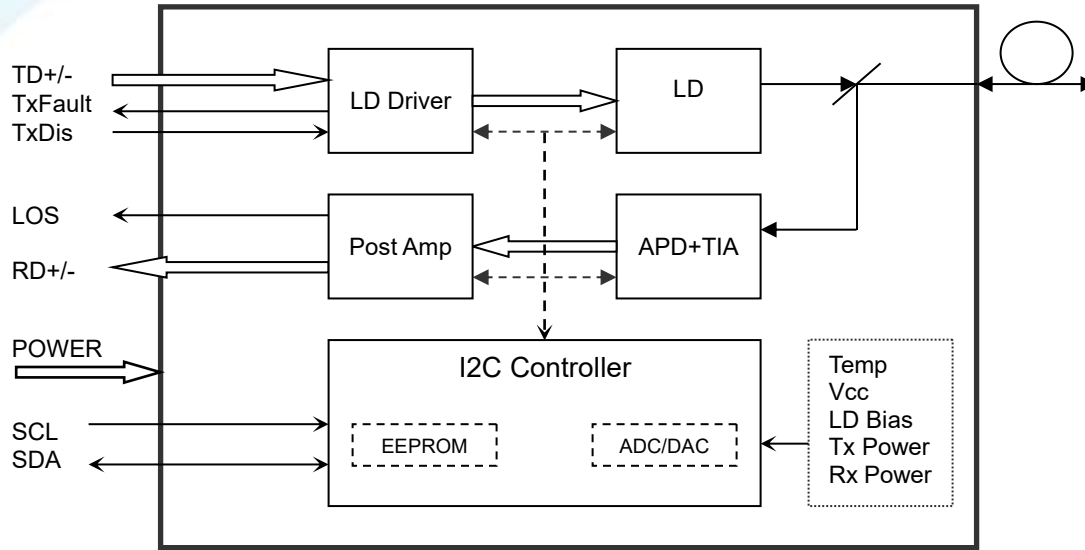 TD+/-
TxFault
TxDis
LD Driver
LD
LOS
RD+/-
Post Amp
APD+TIA
POWER
SCL
SDA
I2C Controller
EEPROM
ADC/DAC
Temp
Vcc
LD Bias
Tx Power
Rx Power